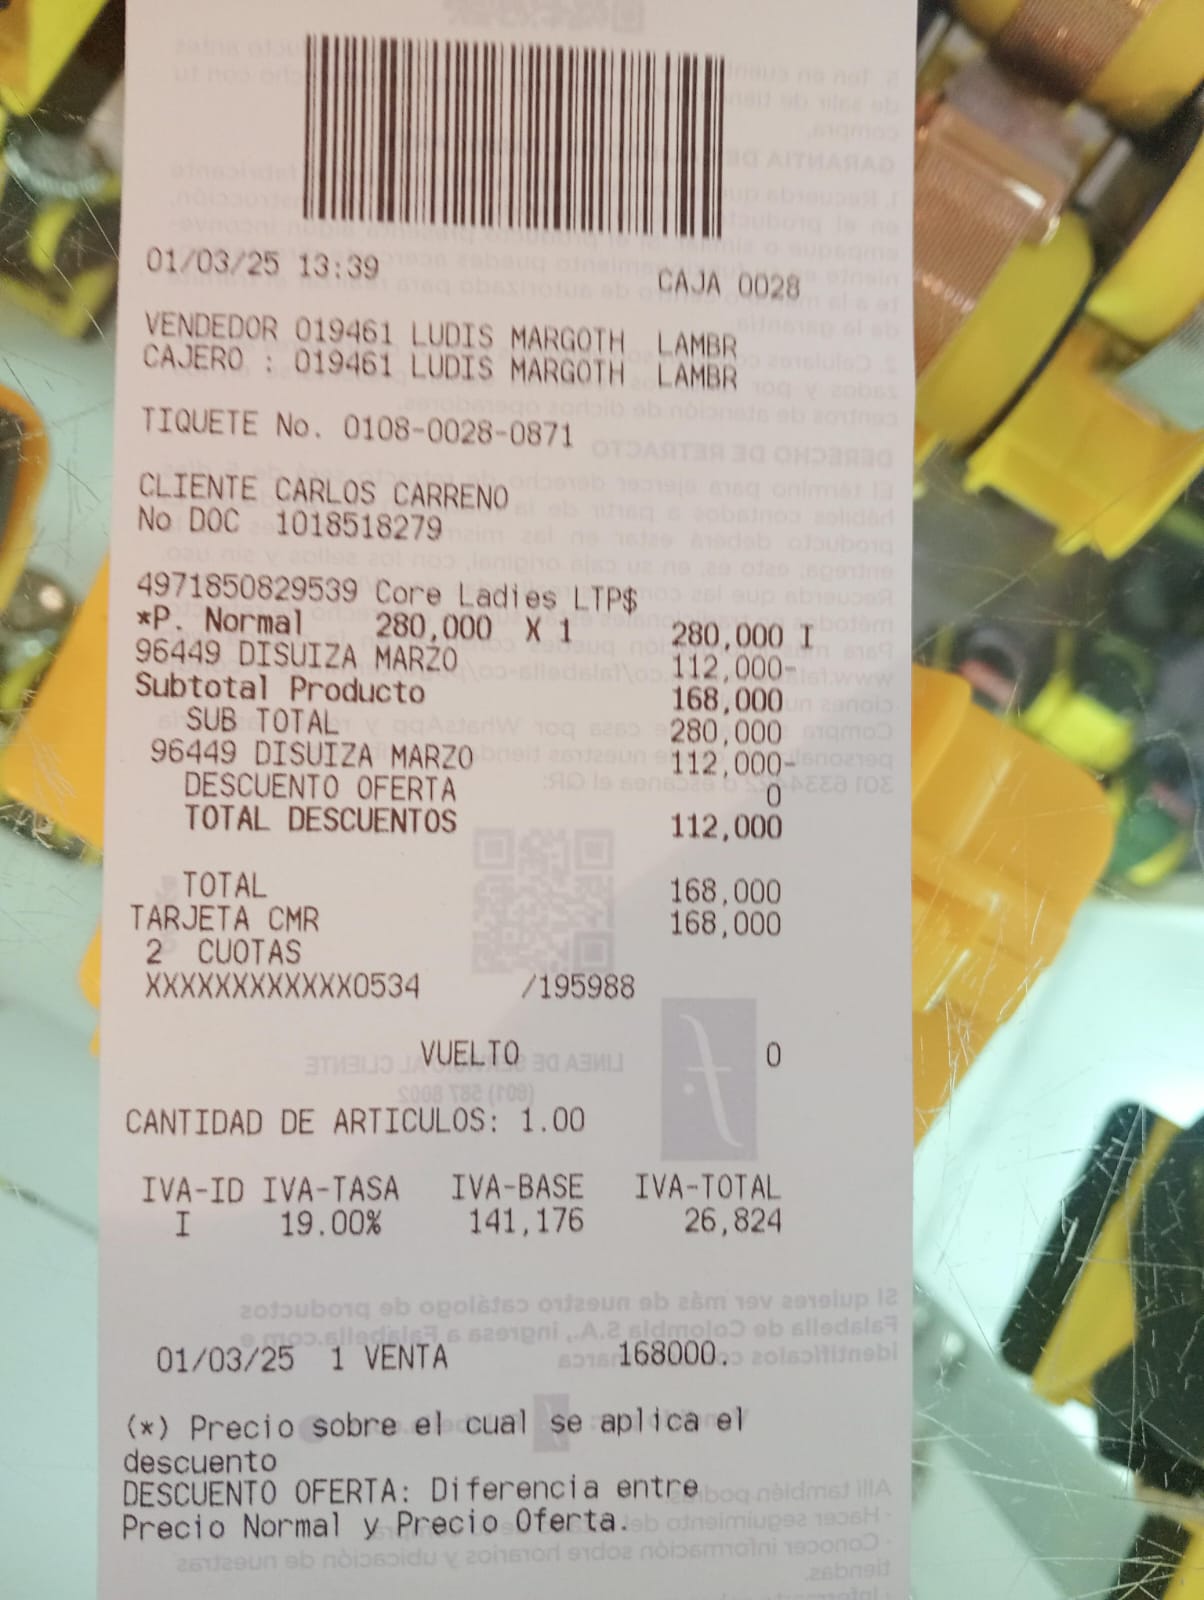 01/03/25 13:39 CAJA 0028
VENDEDOR 019461 LUDIS MARGOTH LAMBR
CAJERO : 019461 LUDIS MARGOTH LAMBR
TIQUETE No. 0108-0028-0871
CLIENTE CARLOS CARRENO
No DOC 1018518279
4971850829539 Core Ladies LTP$
*P. Normal 280,000 X 1 280,000 I
96449 DISUIZA MARZO 112,000-
Subtotal Producto 168,000
SUB TOTAL 280,000
96449 DISUIZA MARZO 112,000-
DESCUENTO OFERTA 0
TOTAL DESCUENTOS 112,000
TOTAL 168,000
TARJETA CMR 168,000
2 CUOTAS
XXXXXXXXXXXX0534 /195988
VUELTO 0
CANTIDAD DE ARTICULOS: 1.00
IVA-ID IVA-TASA IVA-BASE IVA-TOTAL
I 19.00% 141,176 26,824
01/03/25 1 VENTA 168000.
(*) Precio sobre el cual se aplica el
descuento
DESCUENTO OFERTA: Diferencia entre
Precio Normal y Precio Oferta.